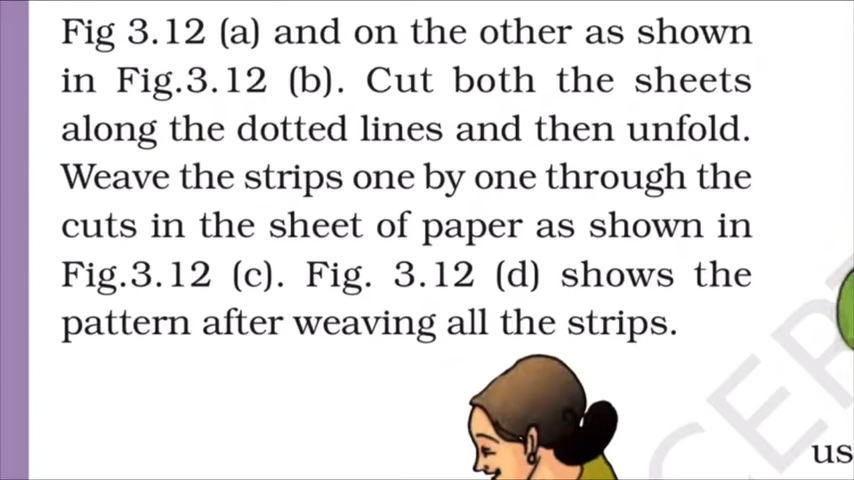 Fig 3.12 (a) and on the other as shown
in Fig.3.12 (b). Cut both the sheets
along the dotted lines and then unfold.
Weave the strips one by one through the
cuts in the sheet of paper as shown in
Fig.3.12 (c). Fig. 3.12 (d) shows the
pattern after weaving all the strips.
us